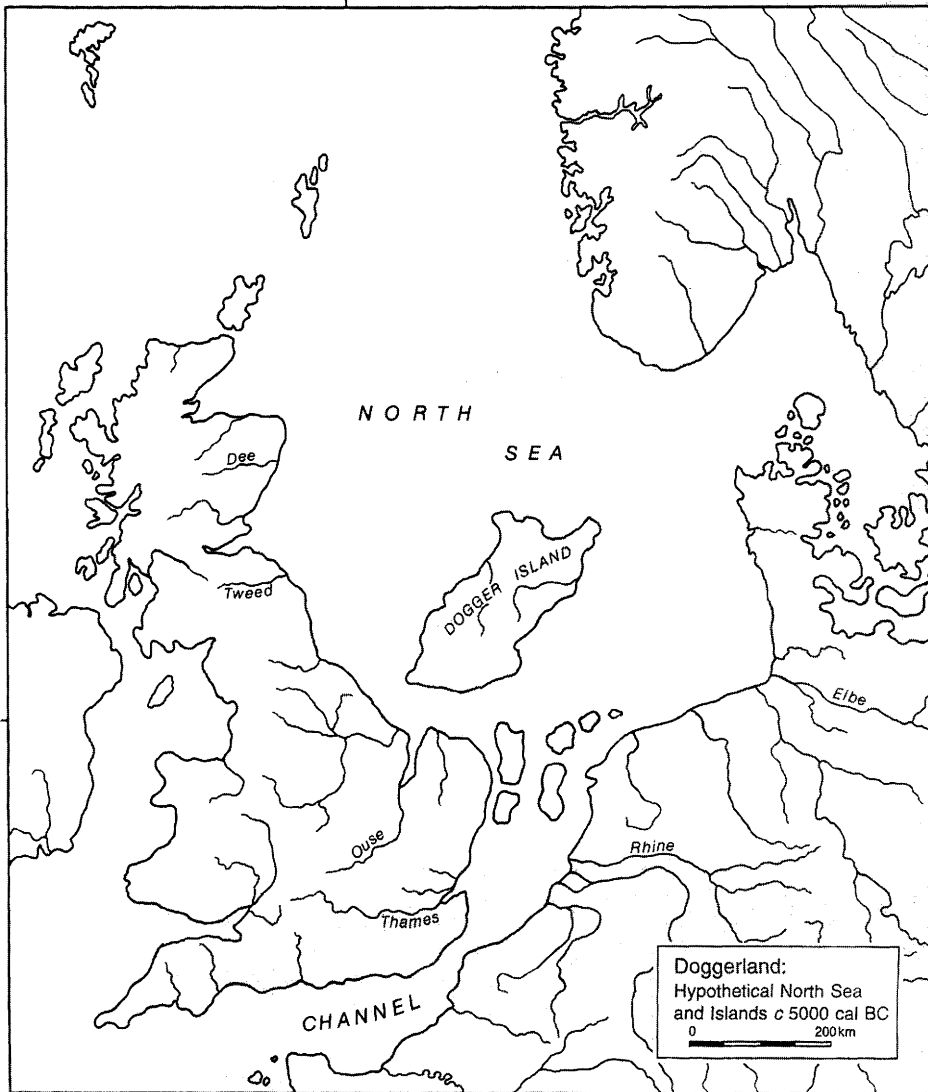 NORTH
SEA
Dee
DOGGER ISLAND
Tweed
Elbe
Ouse
Rhine
Thames
CHANNEL
Doggerland:
Hypothetical North Sea
and Islands c 5000 cal BC
0 200km